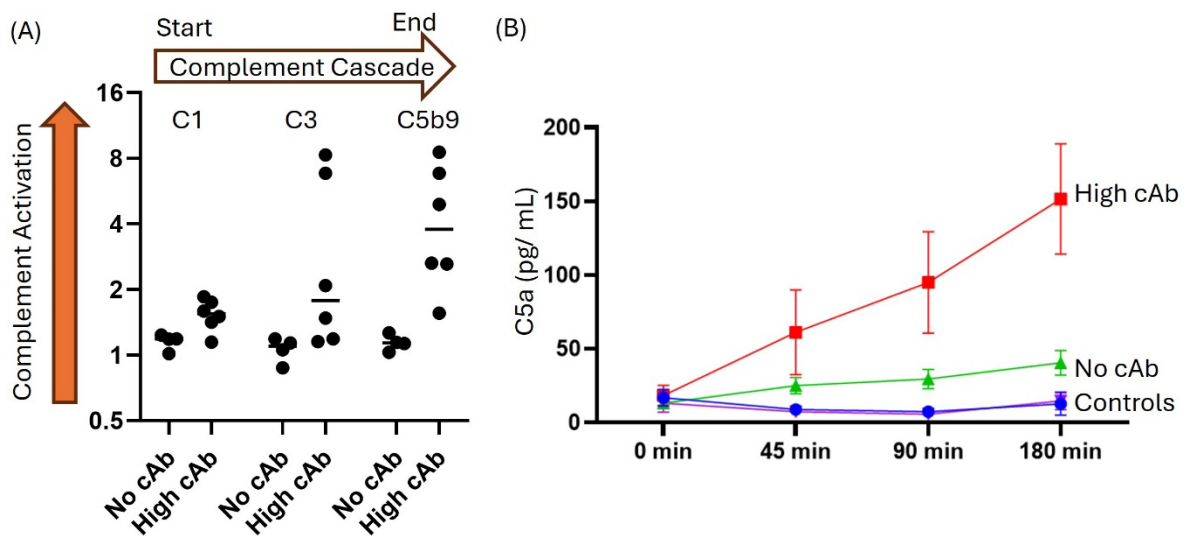 (A)
Start
End
Complement Cascade
Complement Activation
16
8
4
2
1
0.5
C1
C3
C5b9
No cAb
High cAb
No cAb
High cAb
No cAb
High cAb
(B)
C5a (pg/ mL)
200
150
100
50
0
High cAb
No cAb
Controls
0 min
45 min
90 min
180 min